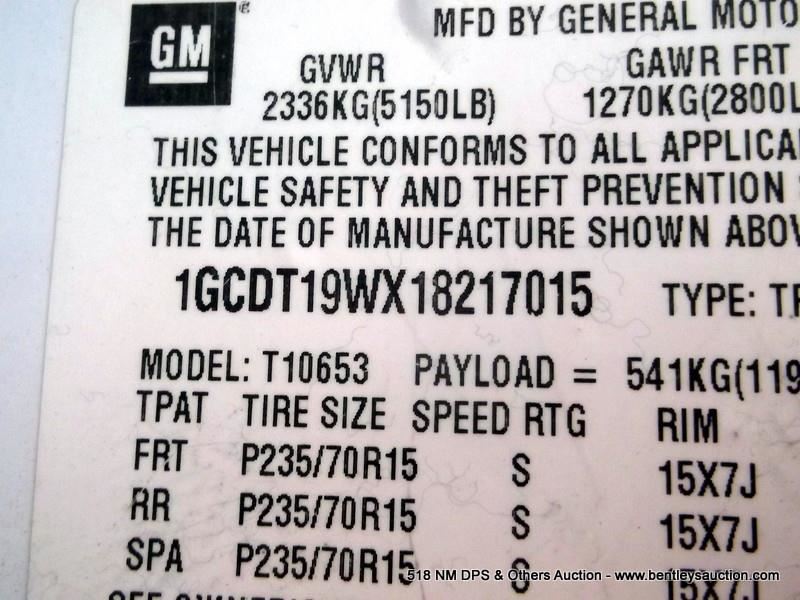 GM ®
MFD BY GENERAL MOTO
GVWR GAWR FRT
2336KG(5150LB) 1270KG(2800L
THIS VEHICLE CONFORMS TO ALL APPLICA
VEHICLE SAFETY AND THEFT PREVENTION
THE DATE OF MANUFACTURE SHOWN ABOV
1GCDT19WX18217015 TYPE: TR
MODEL: T10653 PAYLOAD = 541KG(119
TPAT TIRE SIZE SPEED RTG RIM
FRT P235/70R15 S 15X7J
RR P235/70R15 S 15X7J
SPA P235/70R15 S 15X7J
518 NM DPS & Others Auction - www.bentleysauction.com